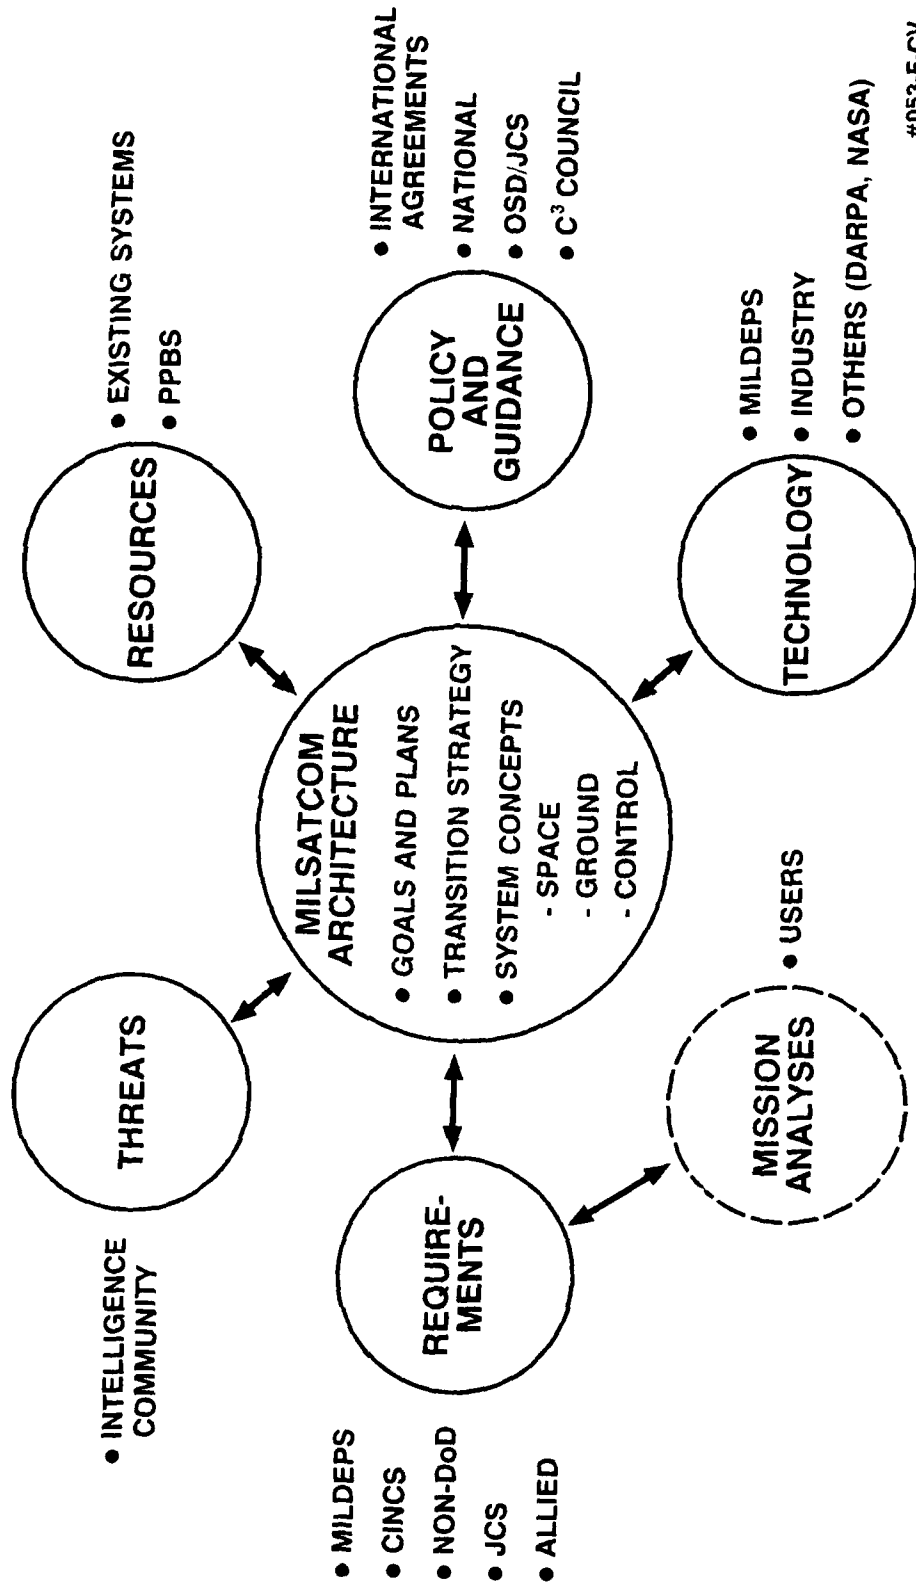 • INTELLIGENCE
COMMUNITY
THREATS
RESOURCES
• EXISTING SYSTEMS
• PPBS
• MILDEPS
• CINCS
• NON-DoD
• JCS
• ALLIED
REQUIRE-
MENTS
MILSATCOM
ARCHITECTURE
• GOALS AND PLANS
• TRANSITION STRATEGY
• SYSTEM CONCEPTS
- SPACE
- GROUND
- CONTROL
POLICY
AND
GUIDANCE
• INTERNATIONAL
AGREEMENTS
• NATIONAL
• OSD/JCS
• C³ COUNCIL
MISSION
ANALYSES
• USERS
TECHNOLOGY
• MILDEPS
• INDUSTRY
• OTHERS (DARPA, NASA)